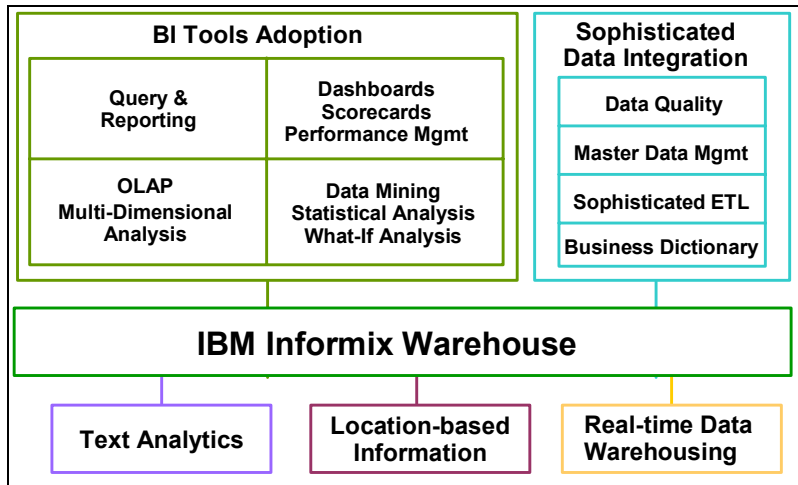 BI Tools Adoption
Query &
Reporting
Dashboards
Scorecards
Performance Mgmt
OLAP
Multi-Dimensional
Analysis
Data Mining
Statistical Analysis
What-If Analysis
Sophisticated
Data Integration
Data Quality
Master Data Mgmt
Sophisticated ETL
Business Dictionary
IBM Informix Warehouse
Text Analytics
Location-based
Information
Real-time Data
Warehousing